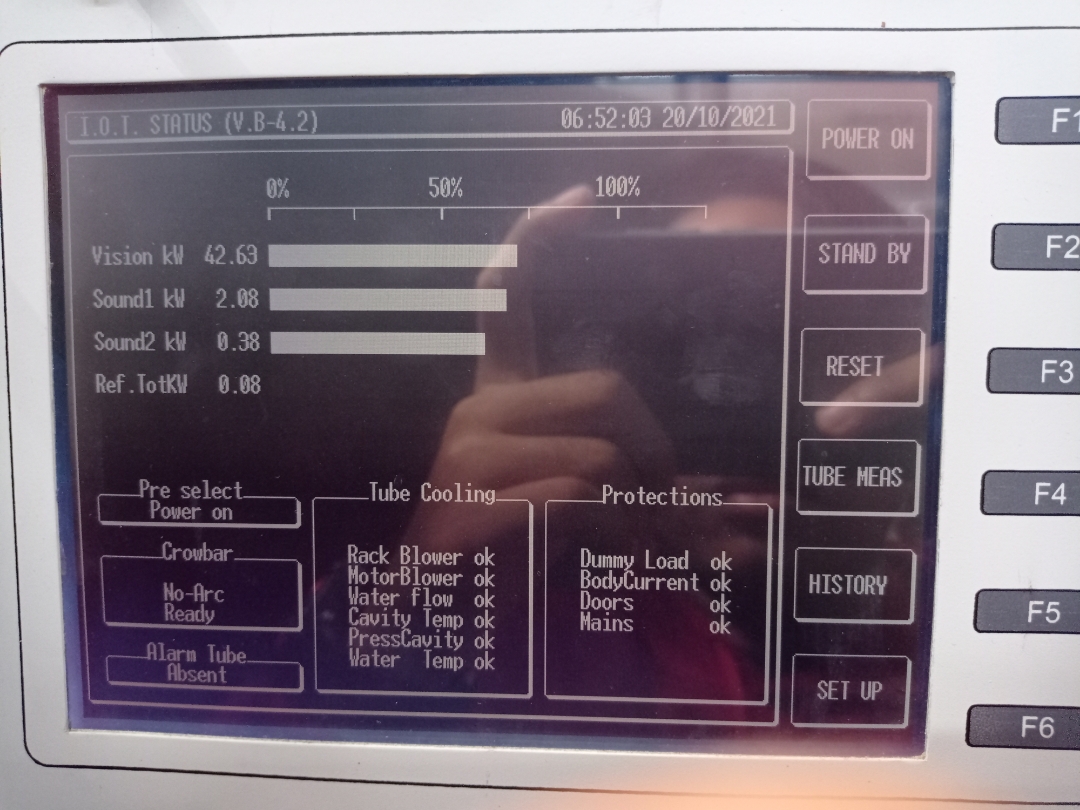 I.O.T. STATUS (V.B-4.2) 06:52:03 20/10/2021
0% 50% 100%
Vision kW 42.63
Sound1 kW 2.08
Sound2 kW 0.38
Ref.TotKW 0.08
Pre select
Power on
Crowbar
No-Arc
Ready
Alarm Tube
Absent
Tube Cooling
Rack Blower ok
MotorBlower ok
Water flow ok
Cavity Temp ok
PressCavity ok
Water Temp ok
Protections
Dummy Load ok
BodyCurrent ok
Doors ok
Mains ok
POWER ON
STAND BY
RESET
TUBE MEAS
HISTORY
SET UP
F1
F2
F3
F4
F5
F6